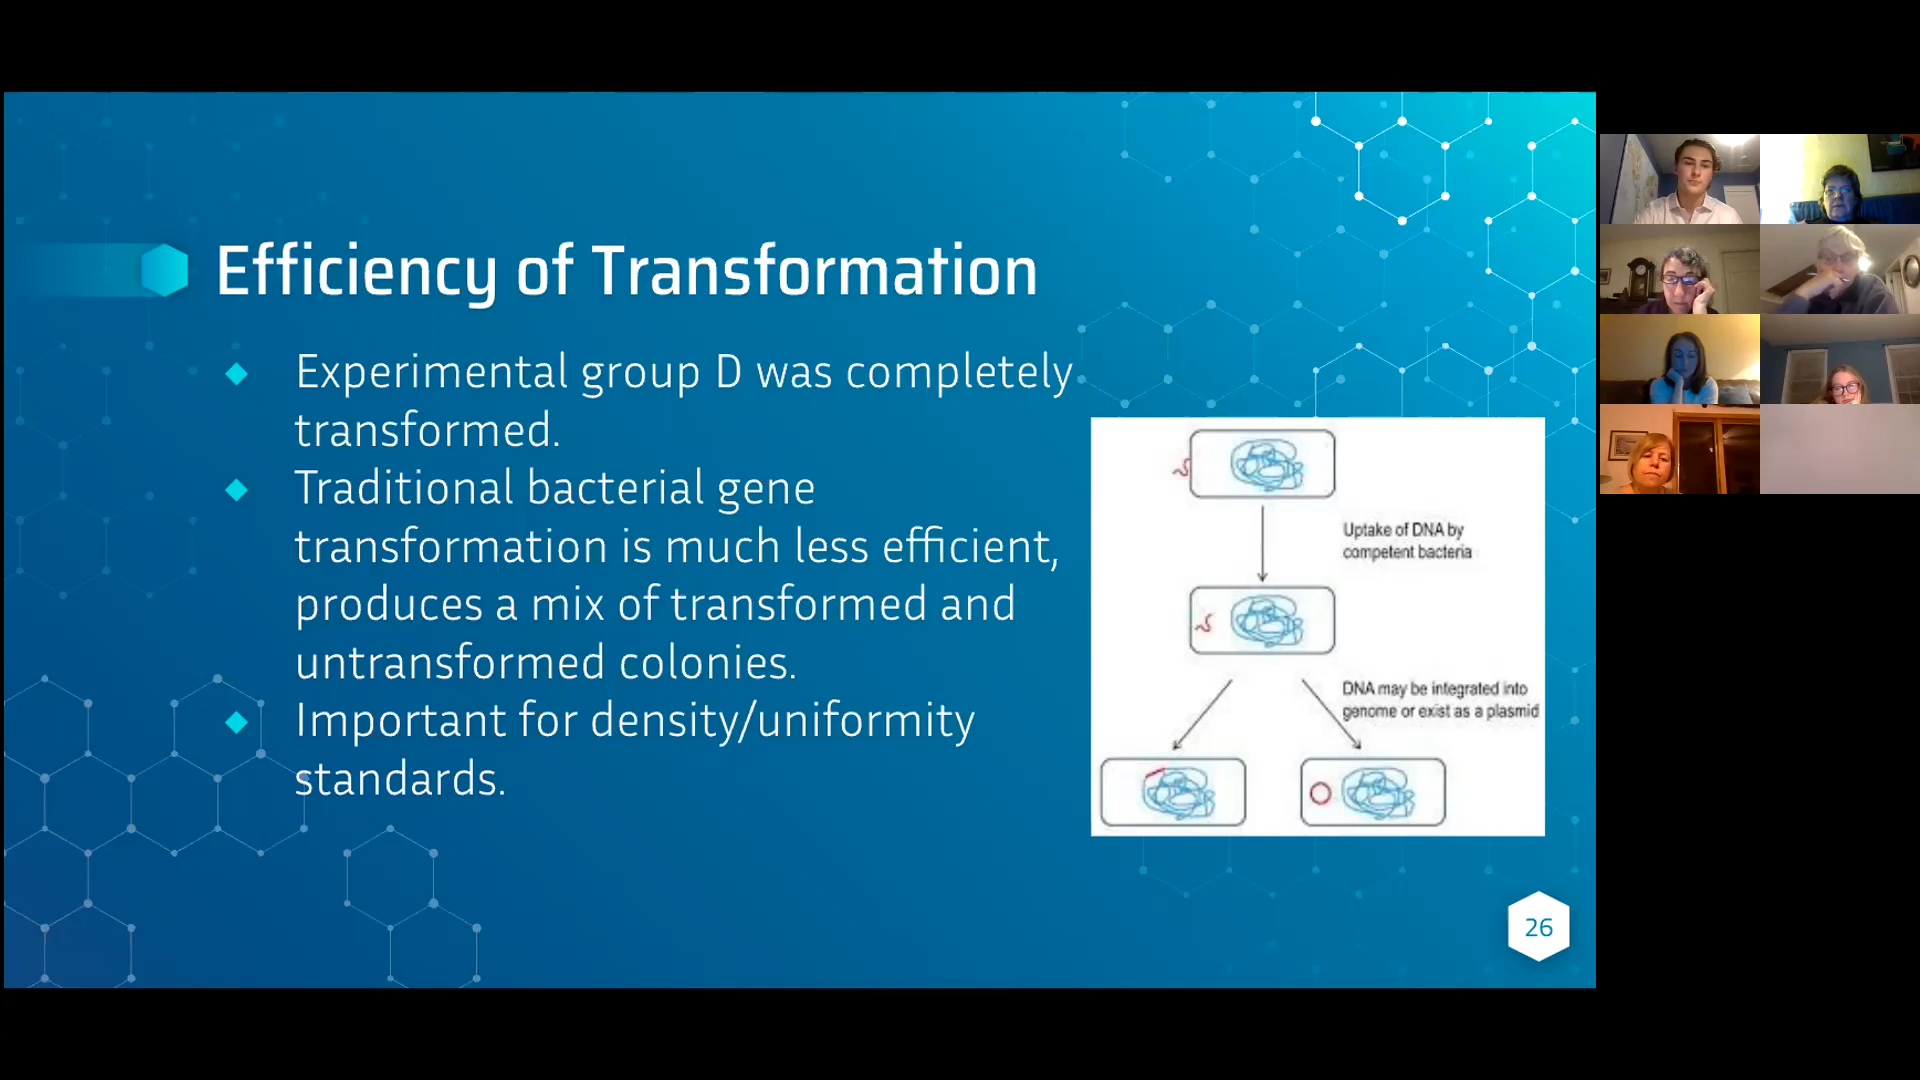 Efficiency of Transformation
Experimental group D was completely
transformed.
Traditional bacterial gene
transformation is much less efficient,
produces a mix of transformed and
untransformed colonies.
Important for density/uniformity
standards.
Uptake of DNA by
competent bacteria
DNA may be integrated into
genome or exist as a plasmid
26